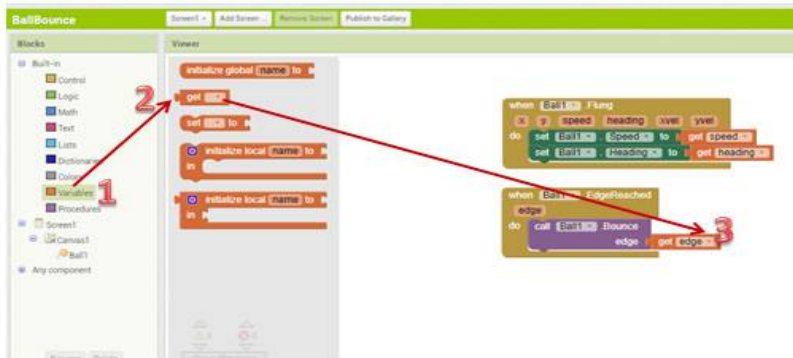 BallBounce
Screen1 Add Screen ... Remove Screen Publish to Gallery
Blocks
Viewer
Built-in
Control
Logic
Math
Text
Lists
Dictionaries
Colors
Variables
Procedures
Screen1
Canvas1
Ball1
Any component
1
2
3
initialize global name to
get
set to
initialize local name to
in
initialize local name to
in
when Ball1 .Flung
x y speed heading xvel yvel
do set Ball1 . Speed to get speed
set Ball1 . Heading to get heading
when Ball1 .EdgeReached
edge
do call Ball1 .Bounce
edge get edge